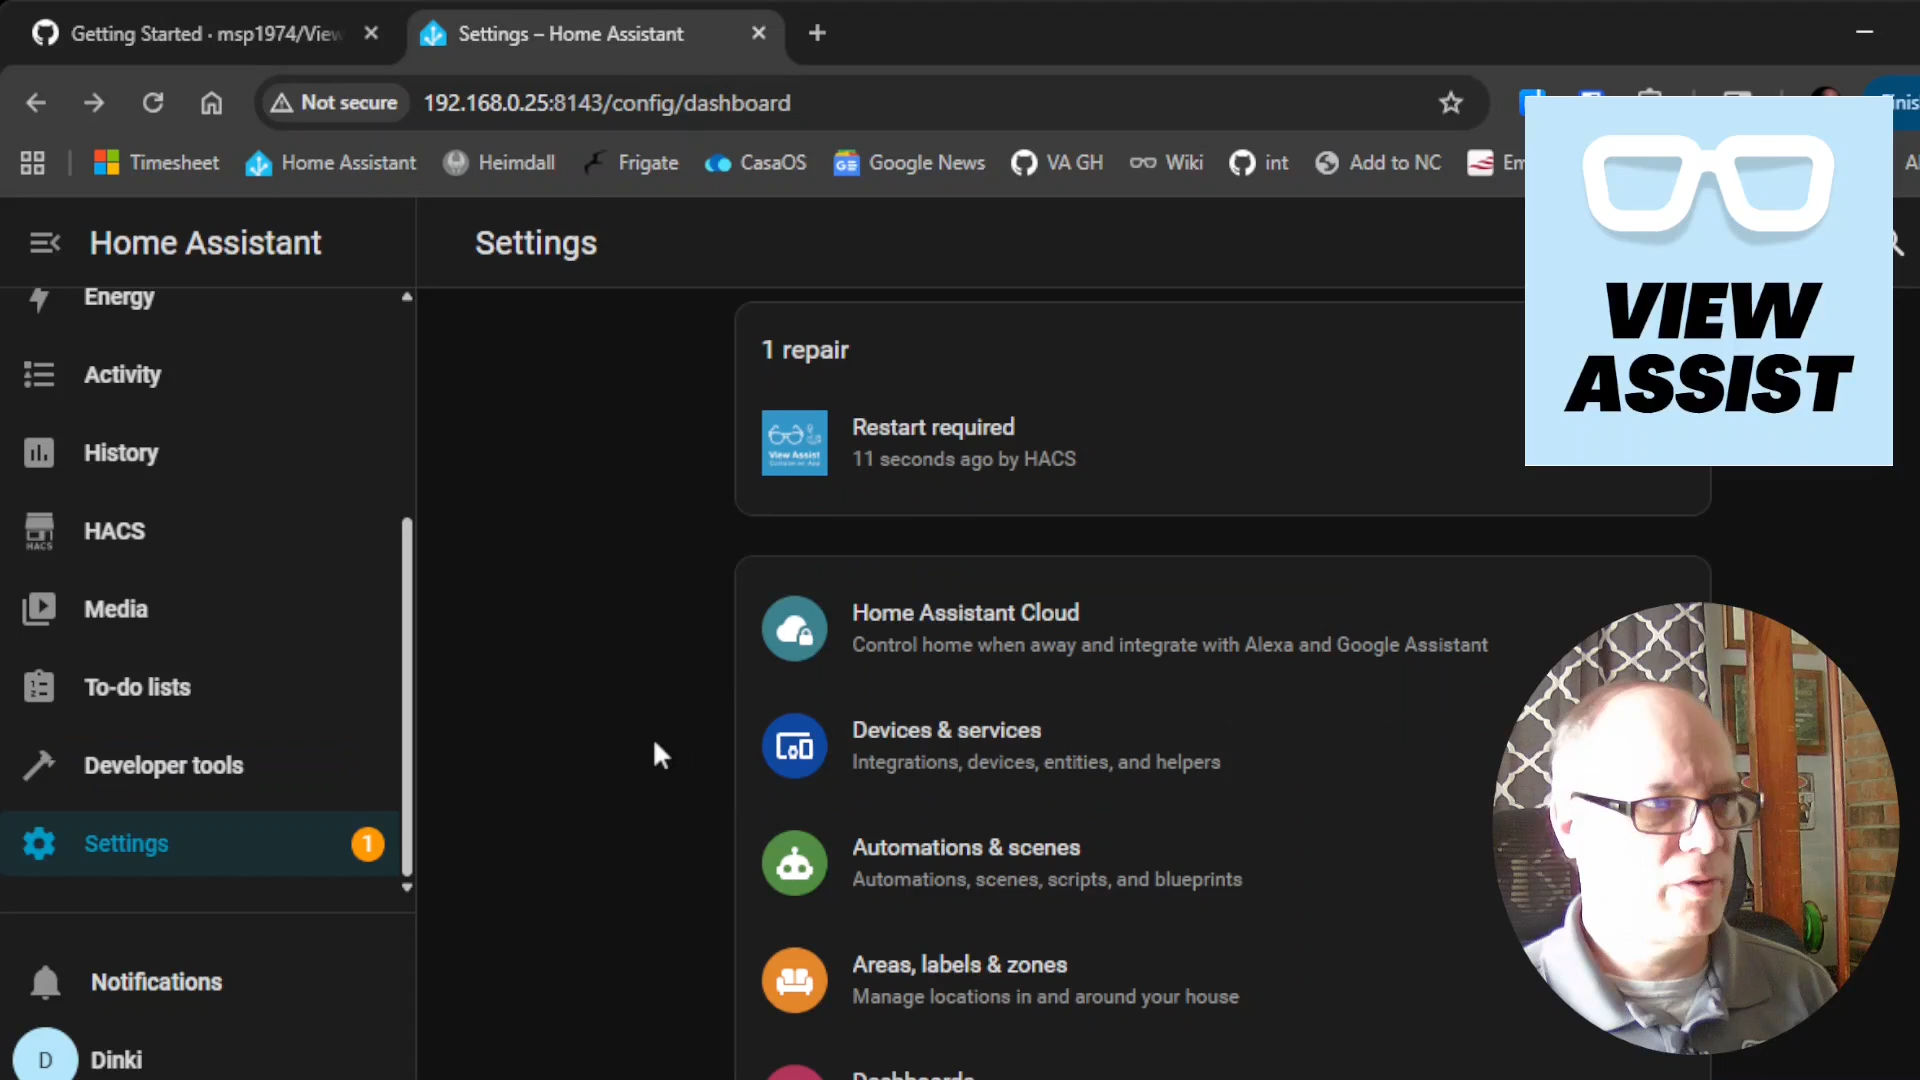 Getting Started · msp1974/View
Settings – Home Assistant
Not secure
192.168.0.25:8143/config/dashboard
Timesheet
Home Assistant
Heimdall
Frigate
CasaOS
Google News
VA GH
Wiki
int
Add to NC
Em
Home Assistant
Settings
VIEW
ASSIST
Energy
Activity
History
HACS
HACS
Media
To-do lists
Developer tools
Settings
1
Notifications
D
Dinki
1 repair
View Assist
Restart required
11 seconds ago by HACS
Home Assistant Cloud
Control home when away and integrate with Alexa and Google Assistant
Devices & services
Integrations, devices, entities, and helpers
Automations & scenes
Automations, scenes, scripts, and blueprints
Areas, labels & zones
Manage locations in and around your house